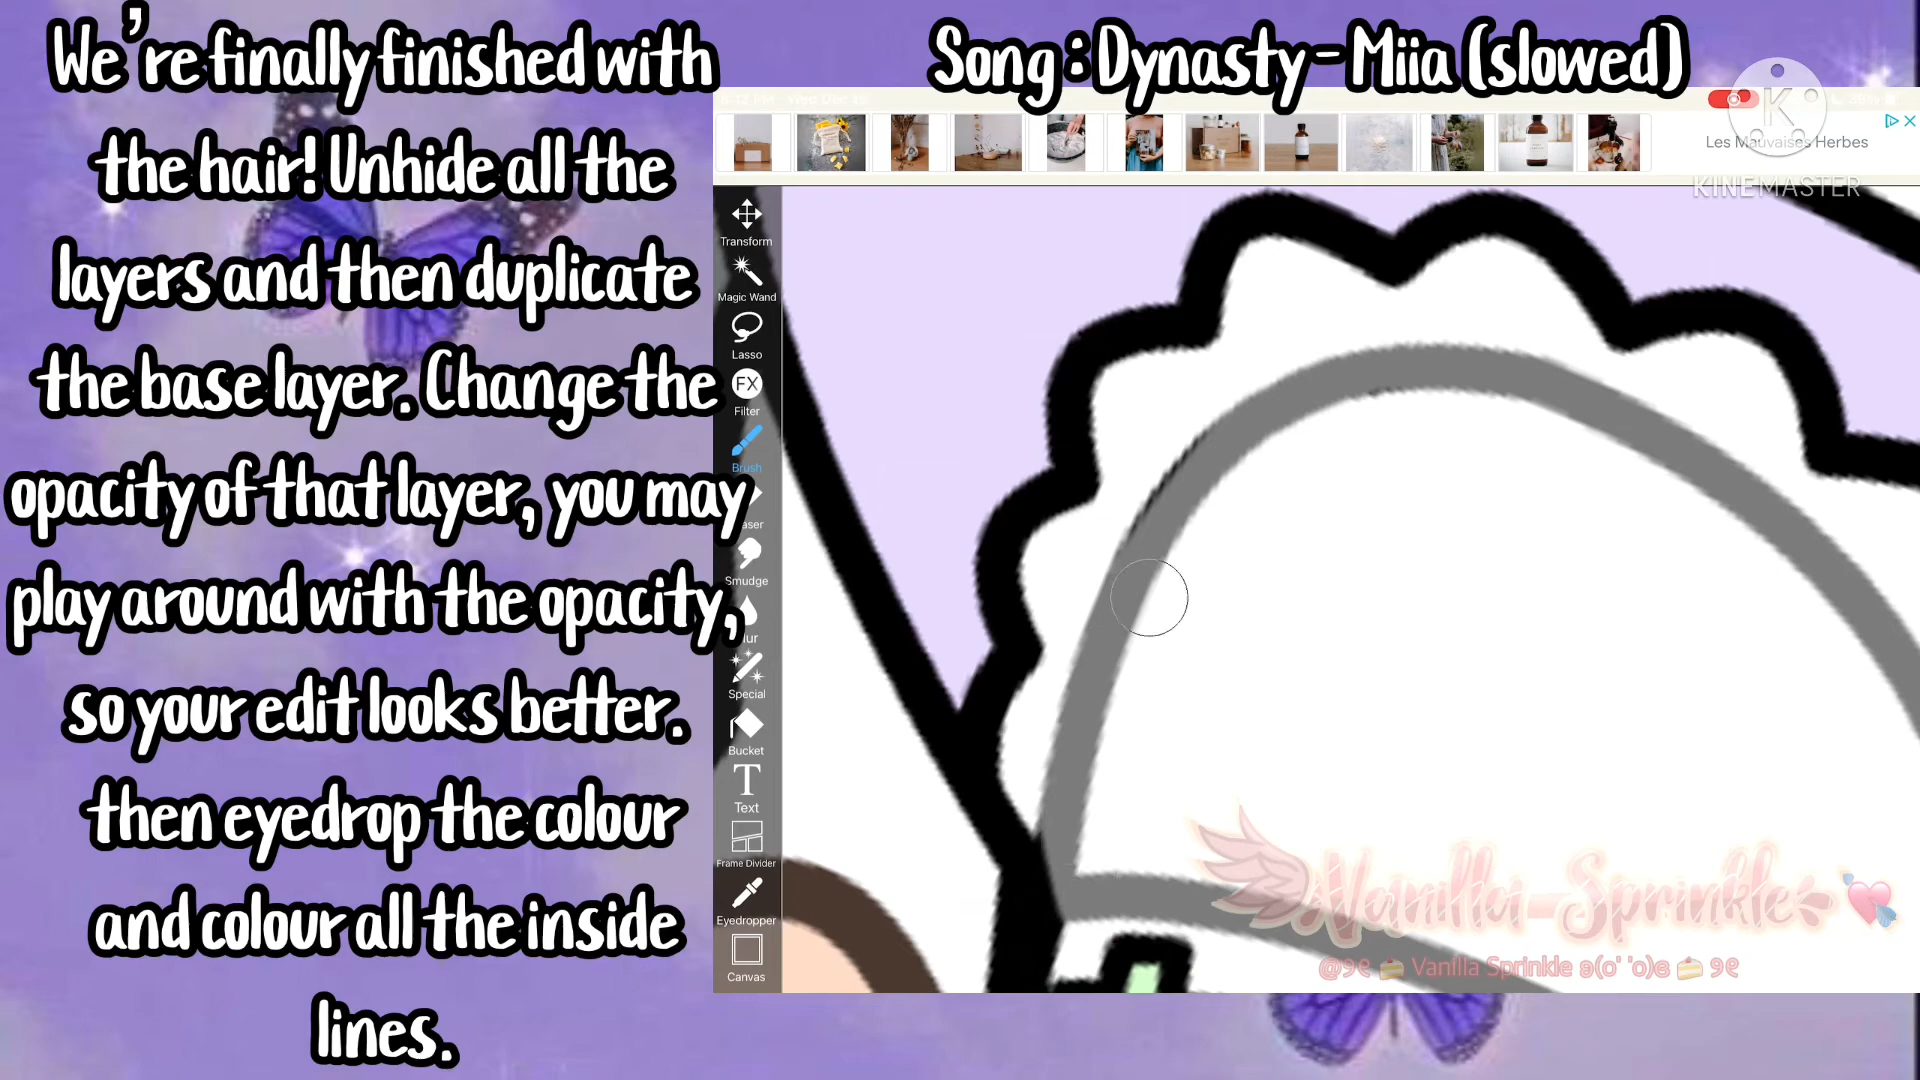 We're finally finished with
the hair! Unhide all the
layers and then duplicate
the base layer. Change the
opacity of that layer, you may
play around with the opacity,
so your edit looks better.
then eyedrop the colour
and colour all the inside
lines.
Song : Dynasty - Miia (slowed)
Les Mauvaises Herbes
K
KINEMASTER
Transform
Magic Wand
Lasso
FX
Filter
Brush
Smudge
Special
Bucket
T
Text
Frame Divider
Eyedropper
Canvas
Vanilla-Sprinkle
@୨୧ 🍰 Vanilla Sprinkle ʚ(o' 'o)ɞ 🍰 ୨୧